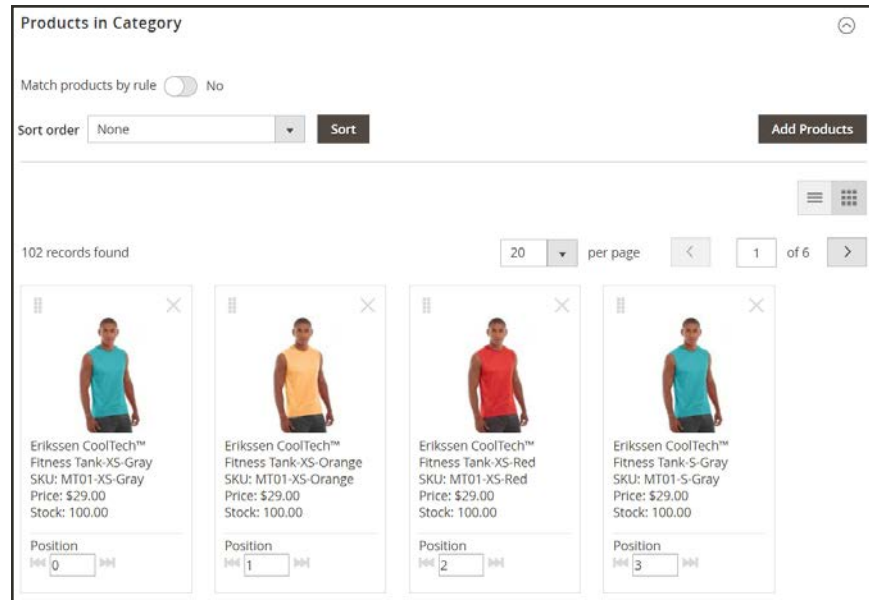 Products in Category
Match products by rule No
Sort order None Sort Add Products
102 records found 20 per page 1 of 6
Erikssen CoolTech™
Fitness Tank-XS-Gray
SKU: MT01-XS-Gray
Price: $29.00
Stock: 100.00
Position
0
Erikssen CoolTech™
Fitness Tank-XS-Orange
SKU: MT01-XS-Orange
Price: $29.00
Stock: 100.00
Position
1
Erikssen CoolTech™
Fitness Tank-XS-Red
SKU: MT01-XS-Red
Price: $29.00
Stock: 100.00
Position
2
Erikssen CoolTech™
Fitness Tank-S-Gray
SKU: MT01-S-Gray
Price: $29.00
Stock: 100.00
Position
3